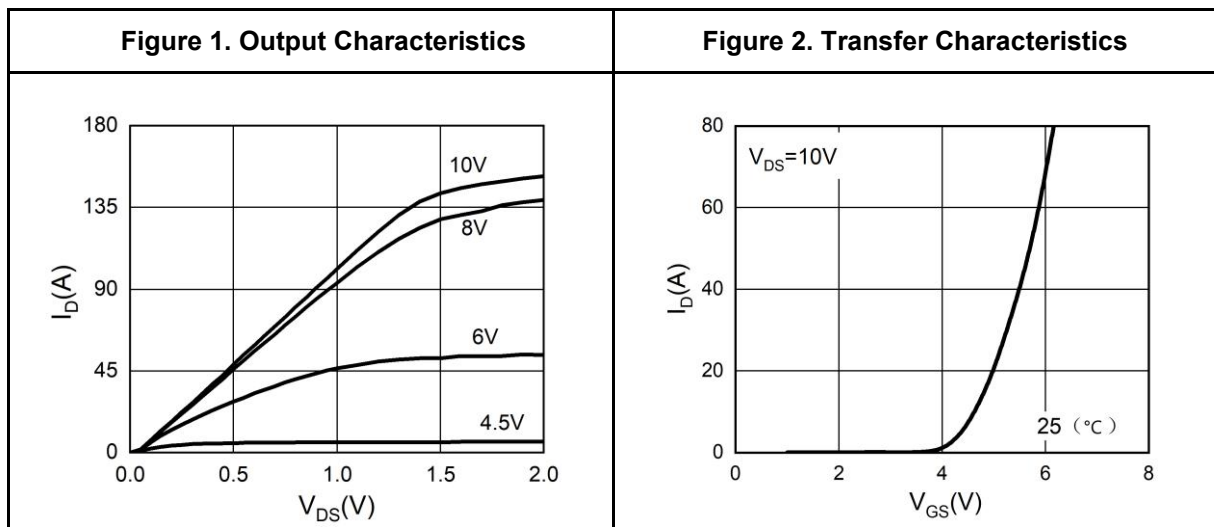 Figure 1. Output Characteristics
Figure 2. Transfer Characteristics
180
135
90
45
0
I_D(A)
10V
8V
6V
4.5V
0.0 0.5 1.0 1.5 2.0
V_DS(V)
80
60
40
20
0
I_D(A)
V_DS=10V
25（℃）
0 2 4 6 8
V_GS(V)